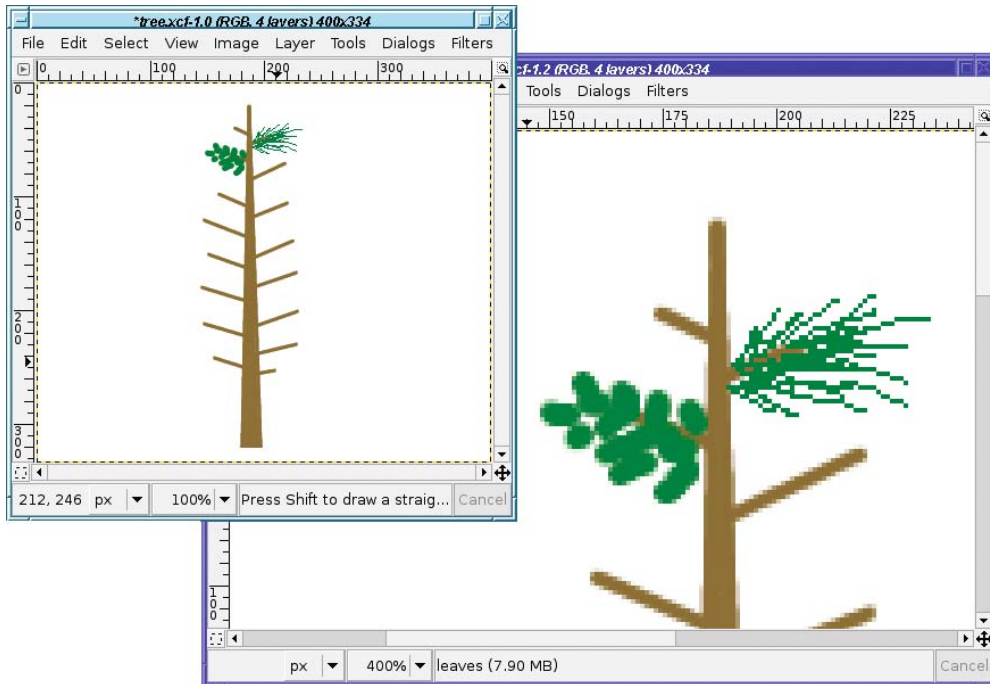 *tree.xcf-1.0 (RGB, 4 layers) 400x334
File Edit Select View Image Layer Tools Dialogs Filters
0 100 200 300
0
100
200
300
212, 246 px 100% Press Shift to draw a straig... Cancel
cf-1.2 (RGB, 4 layers) 400x334
Tools Dialogs Filters
150 175 200 225
100
px 400% leaves (7.90 MB) Cancel